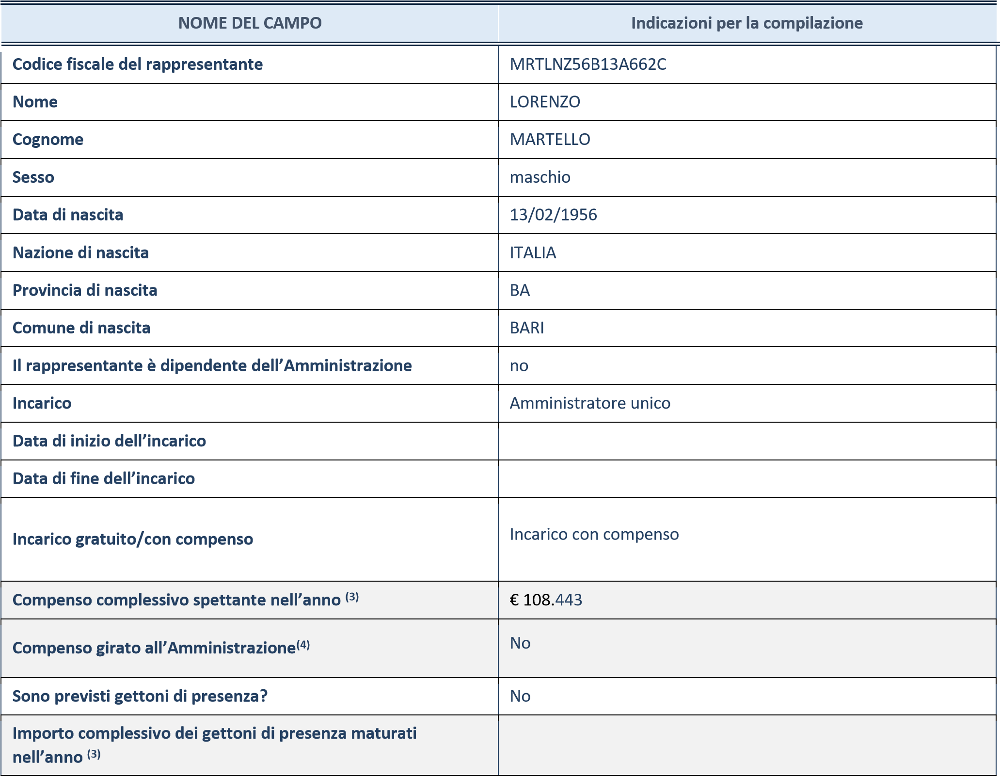 NOME DEL CAMPO Indicazioni per la compilazione
Codice fiscale del rappresentante MRTLNZ56B13A662C
Nome LORENZO
Cognome MARTELLO
Sesso maschio
Data di nascita 13/02/1956
Nazione di nascita ITALIA
Provincia di nascita BA
Comune di nascita BARI
Il rappresentante è dipendente dell’Amministrazione no
Incarico Amministratore unico
Data di inizio dell’incarico
Data di fine dell’incarico
Incarico gratuito/con compenso Incarico con compenso
Compenso complessivo spettante nell’anno (3) € 108.443
Compenso girato all’Amministrazione(4) No
Sono previsti gettoni di presenza? No
Importo complessivo dei gettoni di presenza maturati
nell’anno (3)